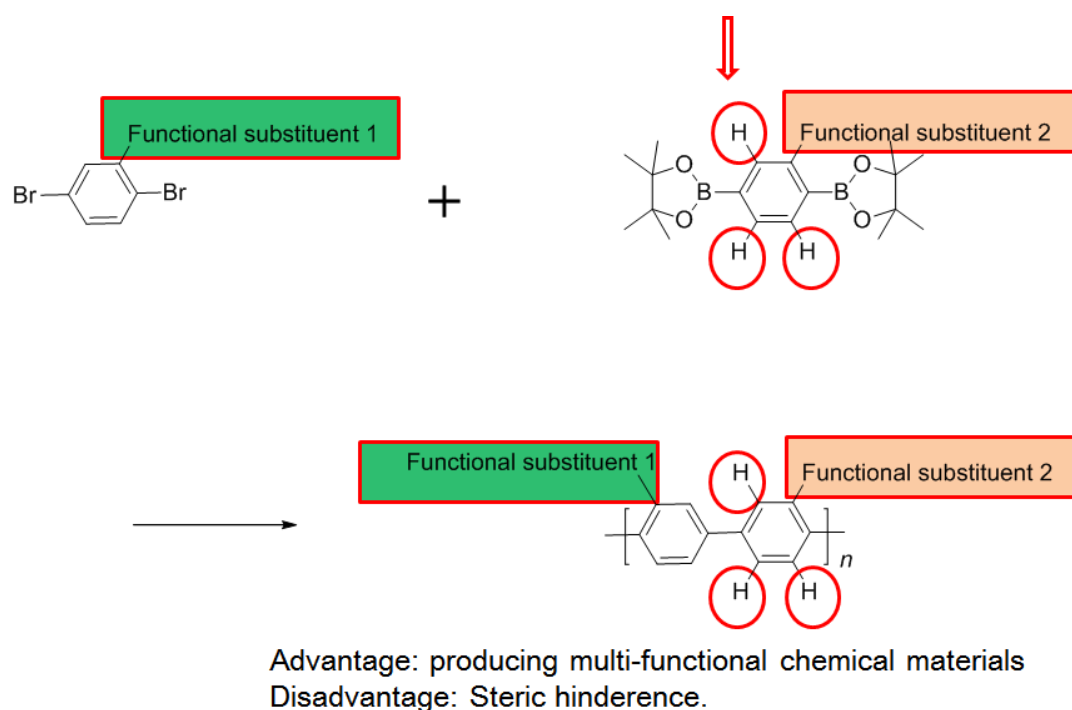 Functional substituent 1
Br
Br
+
H
Functional substituent 2
O
O
B
B
O
O
H
H
Functional substituent 1
H
Functional substituent 2
n
H
H
Advantage: producing multi-functional chemical materials
Disadvantage: Steric hinderence.